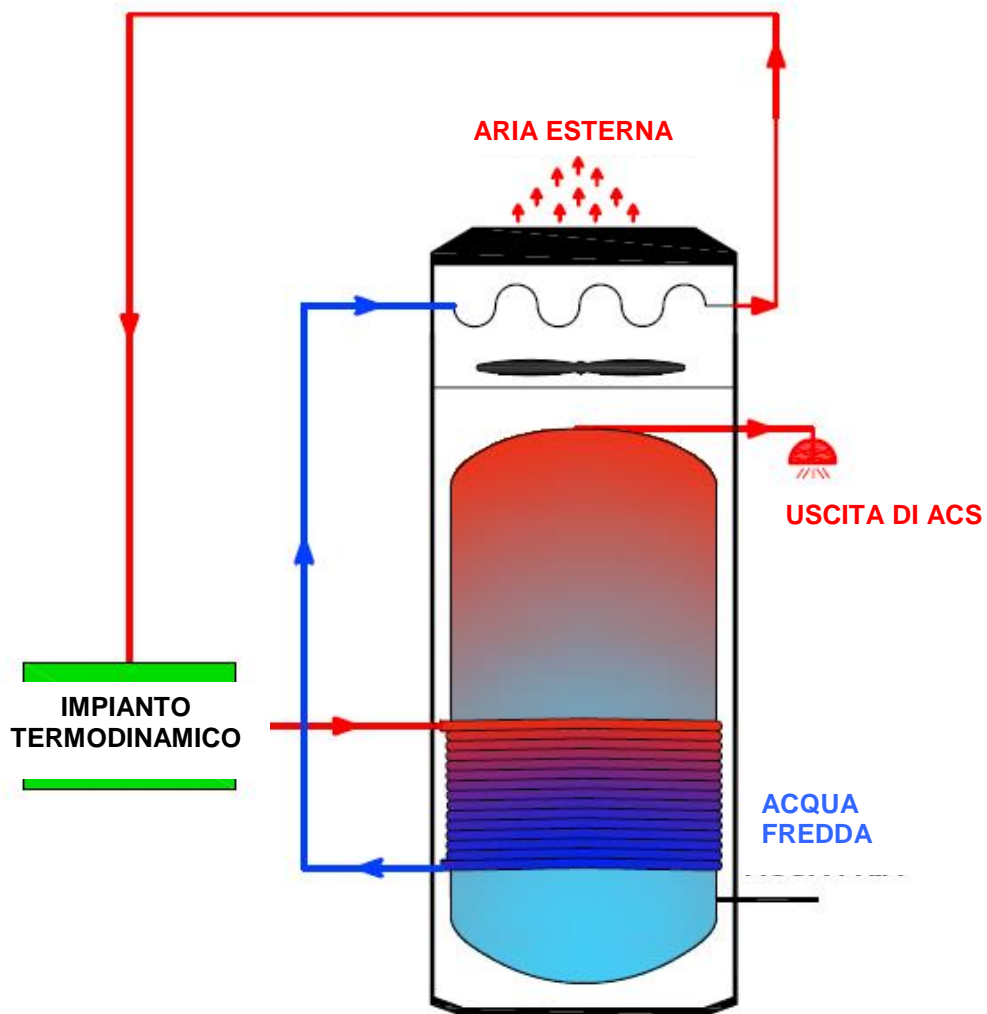 ARIA ESTERNA
USCITA DI ACS
IMPIANTO
TERMODINAMICO
ACQUA
FREDDA